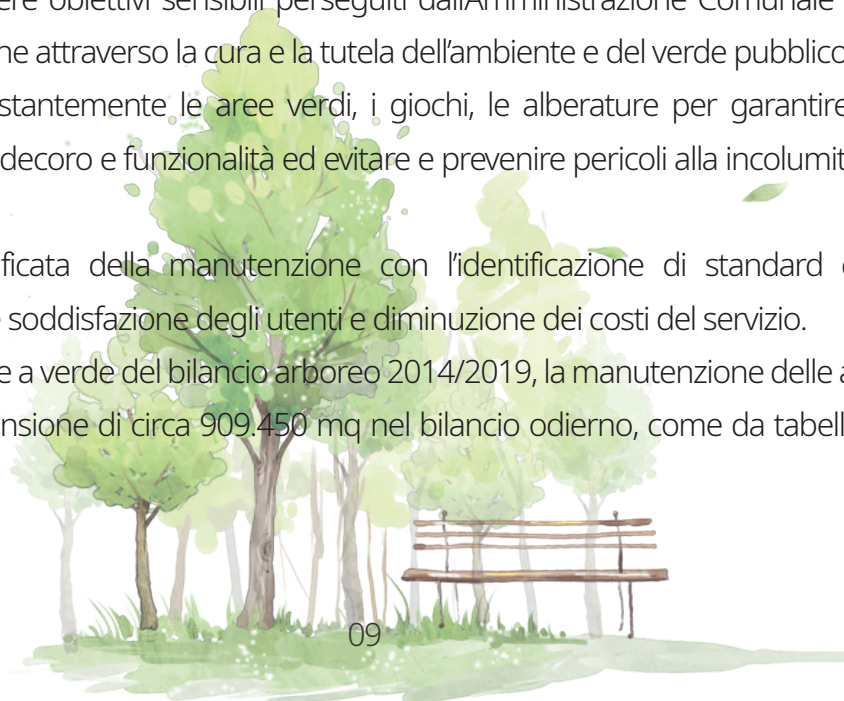 ere obiettivi sensibili perseguiti dall'Amministrazione Comunale
ne attraverso la cura e la tutela dell'ambiente e del verde pubblico
stantemente le aree verdi, i giochi, le alberature per garantire
decoro e funzionalità ed evitare e prevenire pericoli alla incolumit
ficata della manutenzione con l'identificazione di standard
soddisfazione degli utenti e diminuzione dei costi del servizio.
e a verde del bilancio arboreo 2014/2019, la manutenzione delle a
nsione di circa 909.450 mq nel bilancio odierno, come da tabell
09